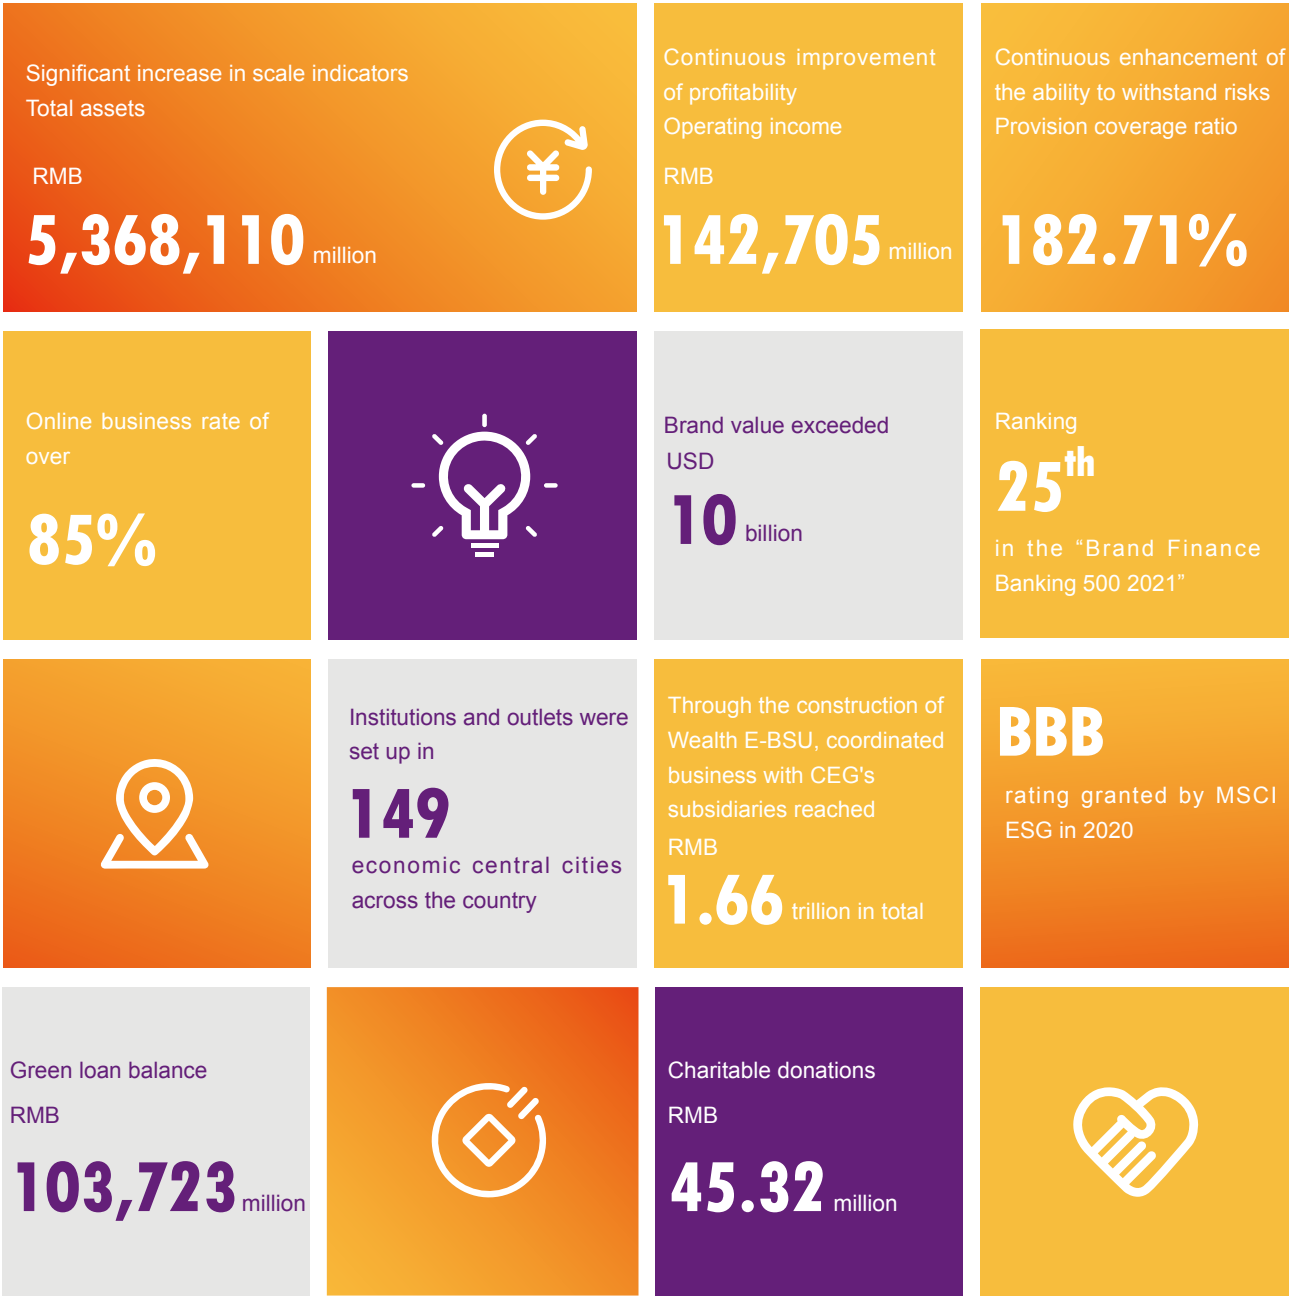 Significant increase in scale indicators
Total assets
RMB
5,368,110 million
Continuous improvement
of profitability
Operating income
RMB
142,705 million
Continuous enhancement of
the ability to withstand risks
Provision coverage ratio
182.71%
Online business rate of
over
85%
Brand value exceeded
USD
10 billion
Ranking
25th
in the “Brand Finance
Banking 500 2021”
Institutions and outlets were
set up in
149
economic central cities
across the country
Through the construction of
Wealth E-BSU, coordinated
business with CEG's
subsidiaries reached
RMB
1.66 trillion in total
BBB
rating granted by MSCI
ESG in 2020
Green loan balance
RMB
103,723 million
Charitable donations
RMB
45.32 million